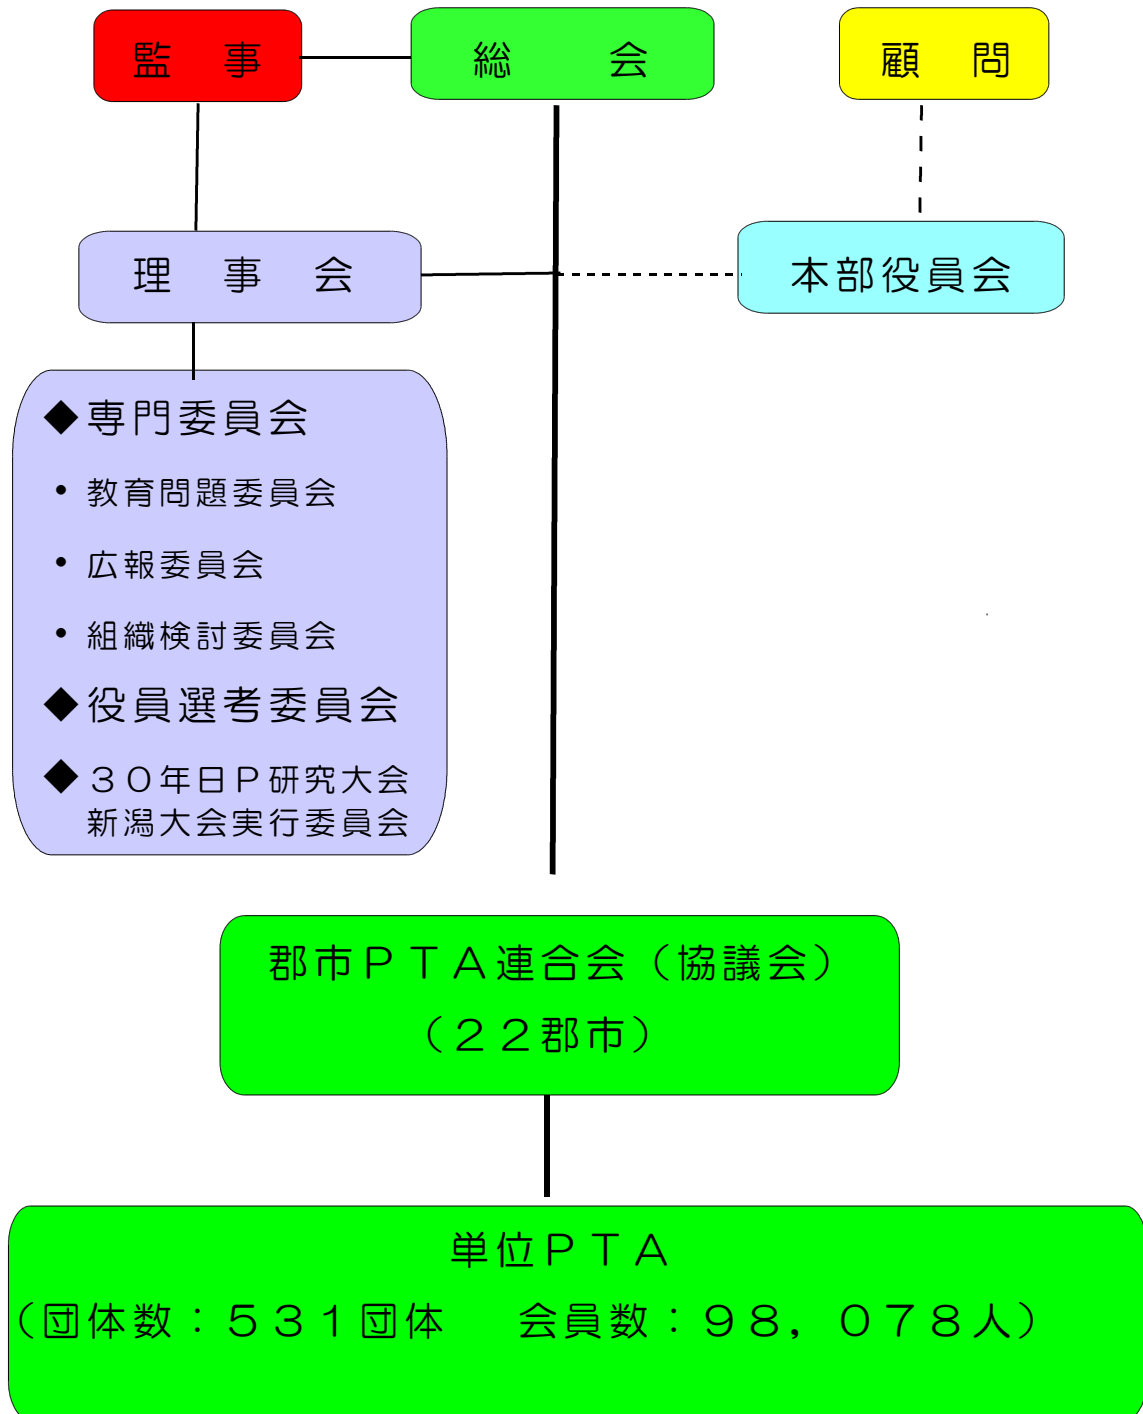 監　事
総　　会
顧　問
理　事　会
本部役員会
◆専門委員会
・教育問題委員会
・広報委員会
・組織検討委員会
◆役員選考委員会
◆３０年日Ｐ研究大会
新潟大会実行委員会
郡市ＰＴＡ連合会（協議会）
（２２郡市）
単位ＰＴＡ
（団体数：５３１団体　会員数：９８，０７８人）